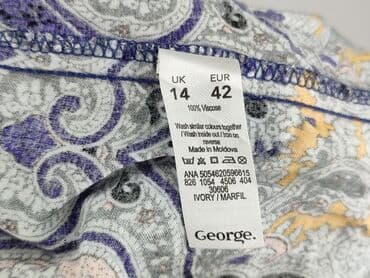 UK EUR
14 42
100% Viscose
Wash similar colours together
/ Wash inside out / Iron on
reverse
Made in Moldova
ANA 5054620596615
826 1054 4506 404
30606
IVORY / MARFIL
George.